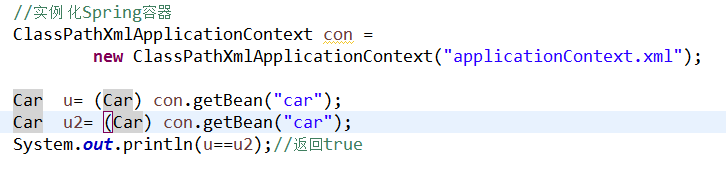 //实例化Spring容器
ClassPathXmlApplicationContext con =
new ClassPathXmlApplicationContext("applicationContext.xml");
Car u= (Car) con.getBean("car");
Car u2= (Car) con.getBean("car");
System.out.println(u==u2);//返回true